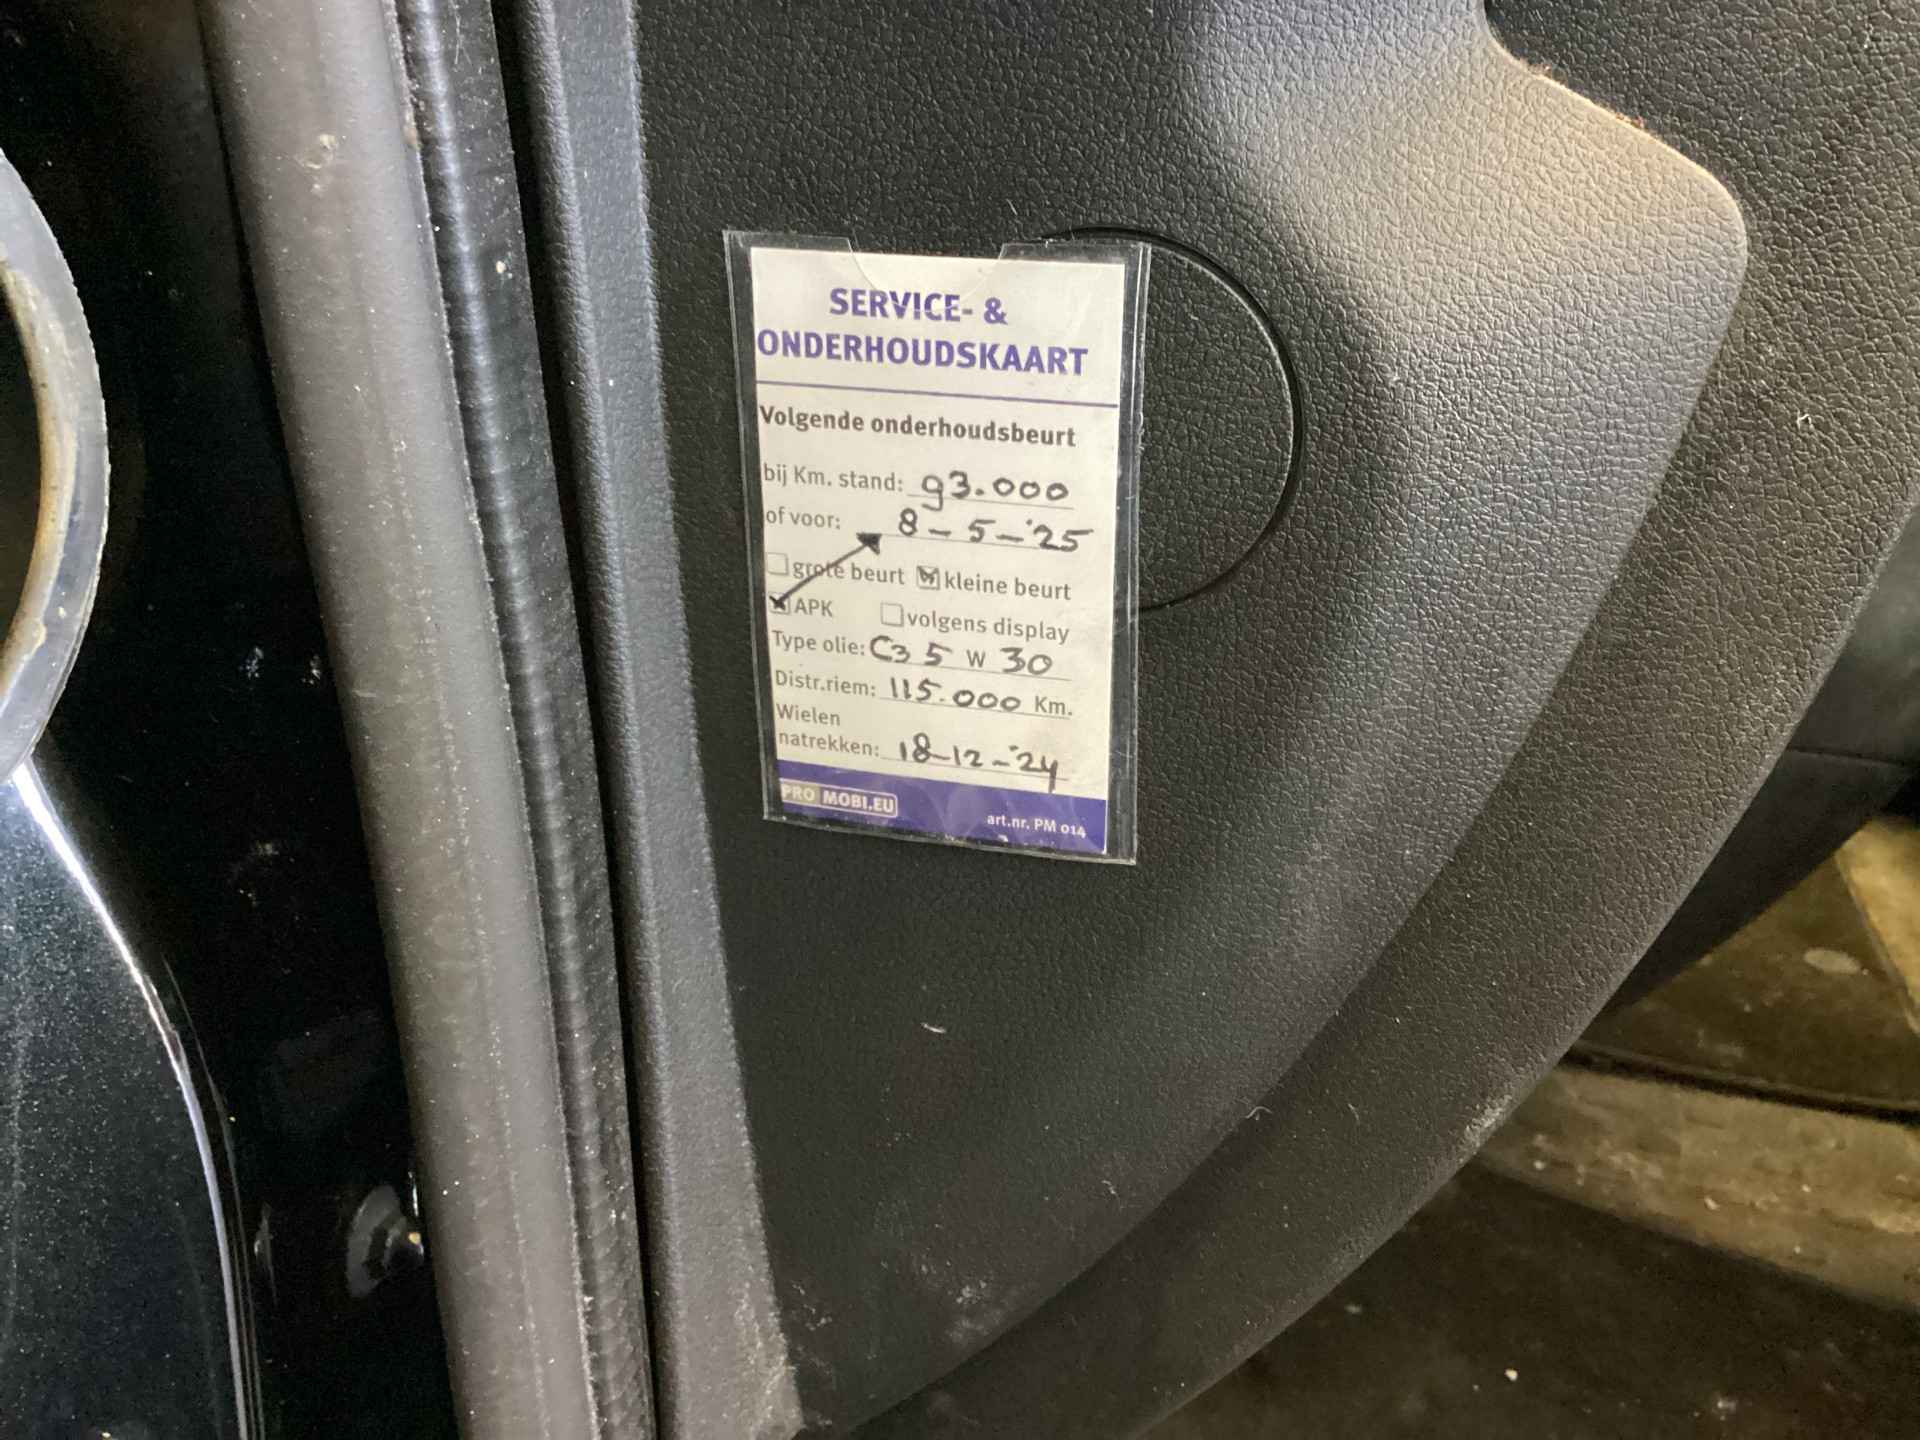 SERVICE- &
ONDERHOUDSKAART
Volgende onderhoudsbeurt
bij Km. stand: 93.000
of voor: 8-5-'25
grote beurt kleine beurt
APK volgens display
Type olie: C3 5 W 30
Distr.riem: 115.000 Km.
Wielen
natrekken: 18-12-'24
PRO MOBI.EU
art.nr. PM 014